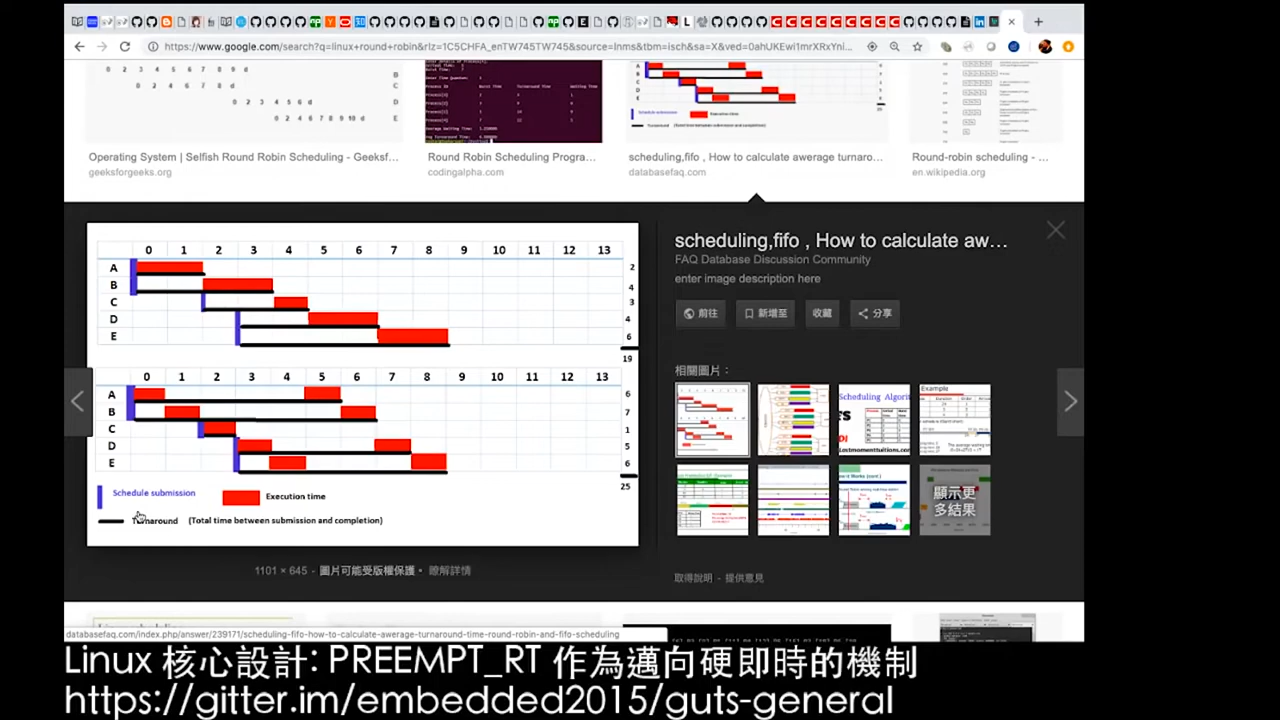 https://www.google.com/search?q=linux+round+robin&rlz=1C5CHFA_enTW745TW745&source=lnms&tbm=isch&sa=X&ved=0ahUKEwi1mrXRxYni...
Operating System | Selfish Round Robin Scheduling - Geeksf...
geeksforgeeks.org
Round Robin Scheduling Progra...
codingalpha.com
scheduling,fifo , How to calculate awerage turnaro...
databasefaq.com
Round-robin scheduling - ...
en.wikipedia.org
0 1 2 3 4 5 6 7 8 9 10 11 12 13
A 2
B 4
C 3
D 4
E 6
19
0 1 2 3 4 5 6 7 8 9 10 11 12 13
A 6
B 7
C 1
D 5
E 6
25
Schedule submission Execution time
Turnaround (Total time between submission and completion)
1101 × 645 - 圖片可能受版權保護 • 瞭解詳情
scheduling,fifo , How to calculate aw...
FAQ Database Discussion Community
enter image description here
前往 新增至 收藏 分享
相關圖片：
顯示更
多結果
取得說明 - 提供意見
databasefaq.com/index.php/answer/239171/scheduling-fifo-how-to-calculate-average-turnaround-time-round-robin-and-fifo-scheduling
Linux 核心設計: PREEMPT_RT 作為邁向硬即時的機制
https://gitter.im/embedded2015/guts-general